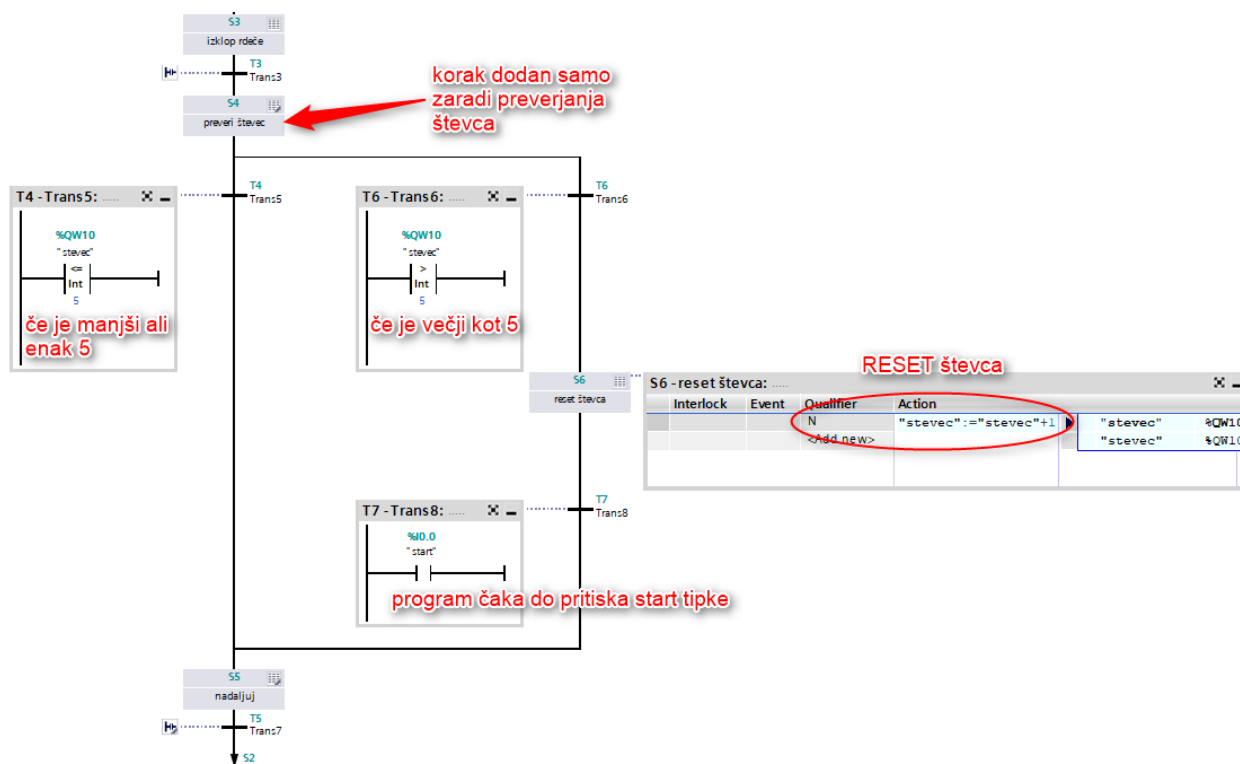 S3
izklop rdeče
T3
Trans3
korak dodan samo
zaradi preverjanja
števca
S4
preveri števec
T4
Trans5
T6
Trans6
T4 -Trans5: .....
%QW10
"stevec"
<=
Int
5
če je manjši ali
enak 5
T6 -Trans6: .....
%QW10
"stevec"
>
Int
5
če je večji kot 5
S6
reset števca
RESET števca
S6 -reset števca: .....
Interlock Event Qualifier Action
N "stevec":="stevec"+1 "stevec" %QW10
<Add new> "stevec" %QW10
T7
Trans8
T7 -Trans8: .....
%I0.0
"start"
program čaka do pritiska start tipke
S5
nadaljuj
T5
Trans7
S2